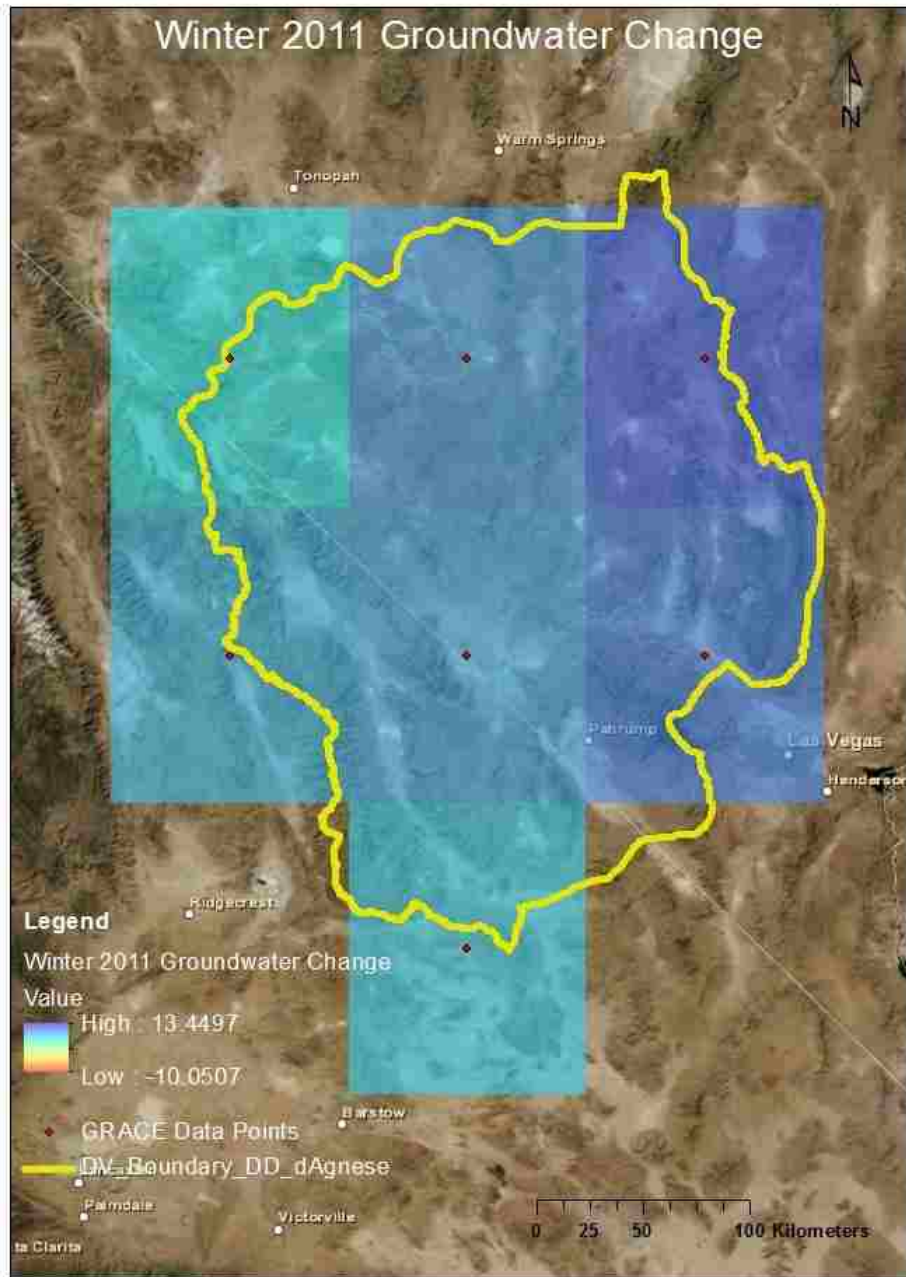 Winter 2011 Groundwater Change
N
Warm Springs
Tonopah
Pahrump
Las Vegas
Henderson
Ridgecrest
Legend
Winter 2011 Groundwater Change
Value
High : 13.4497
Low : -10.0507
GRACE Data Points
DV_Boundary_DD_dAgnese
Barstow
Palmdale
Victorville
0 25 50 100 Kilometers
ta Clarita